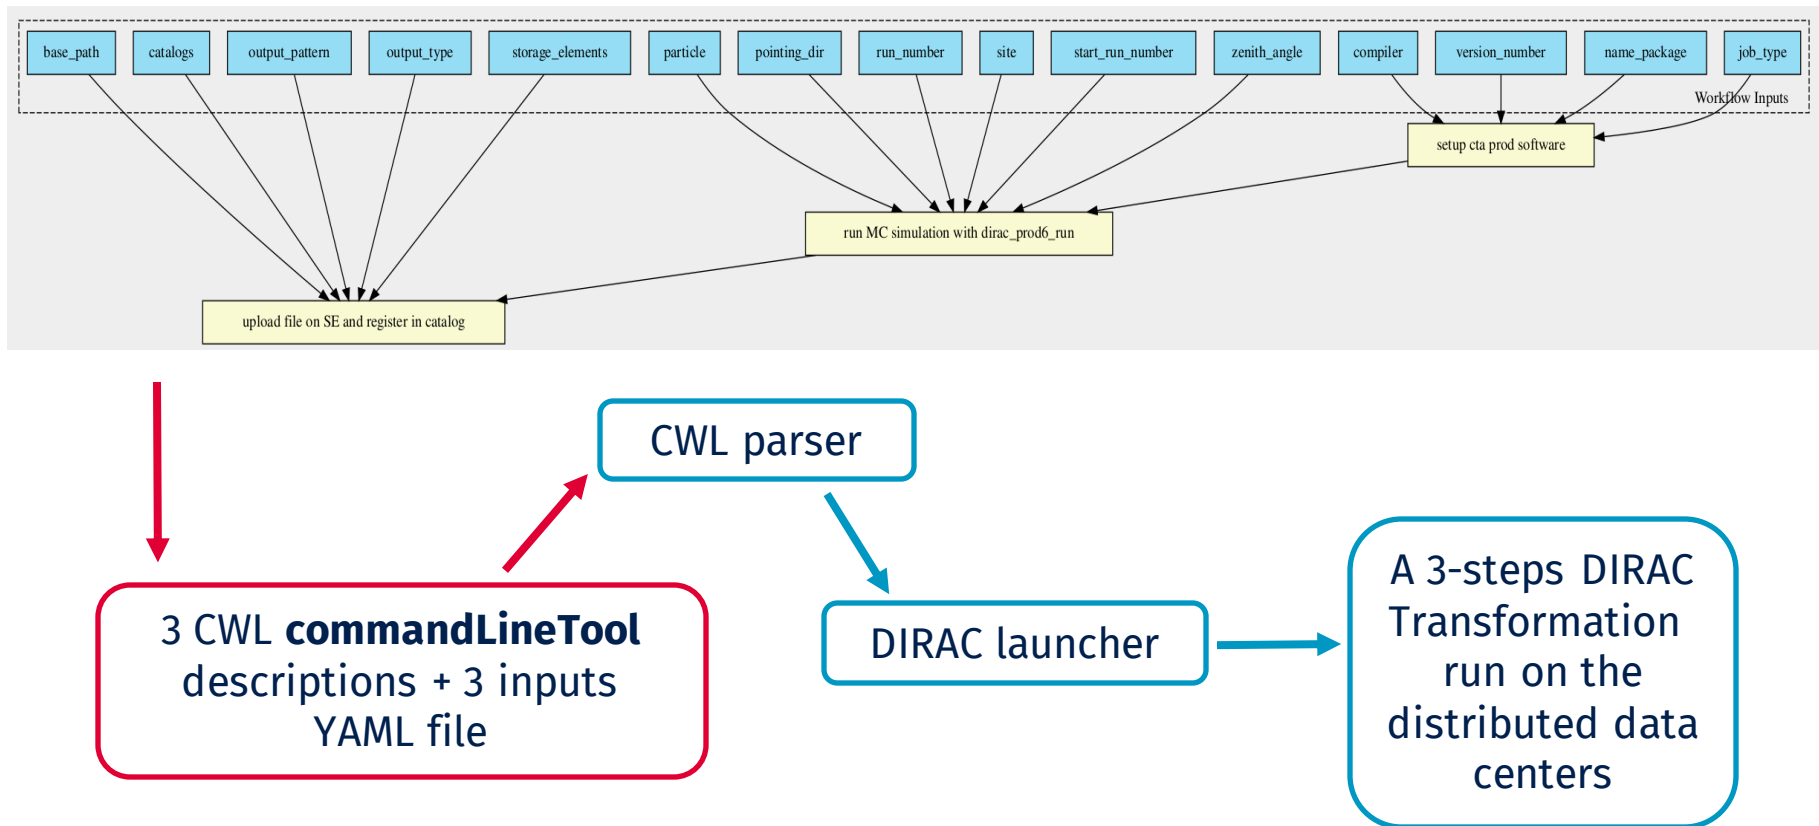 base_path
catalogs
output_pattern
output_type
storage_elements
particle
pointing_dir
run_number
site
start_run_number
zenith_angle
compiler
version_number
name_package
job_type
Workflow Inputs
setup cta prod software
run MC simulation with dirac_prod6_run
upload file on SE and register in catalog
CWL parser
3 CWL commandLineTool
descriptions + 3 inputs
YAML file
DIRAC launcher
A 3-steps DIRAC
Transformation
run on the
distributed data
centers